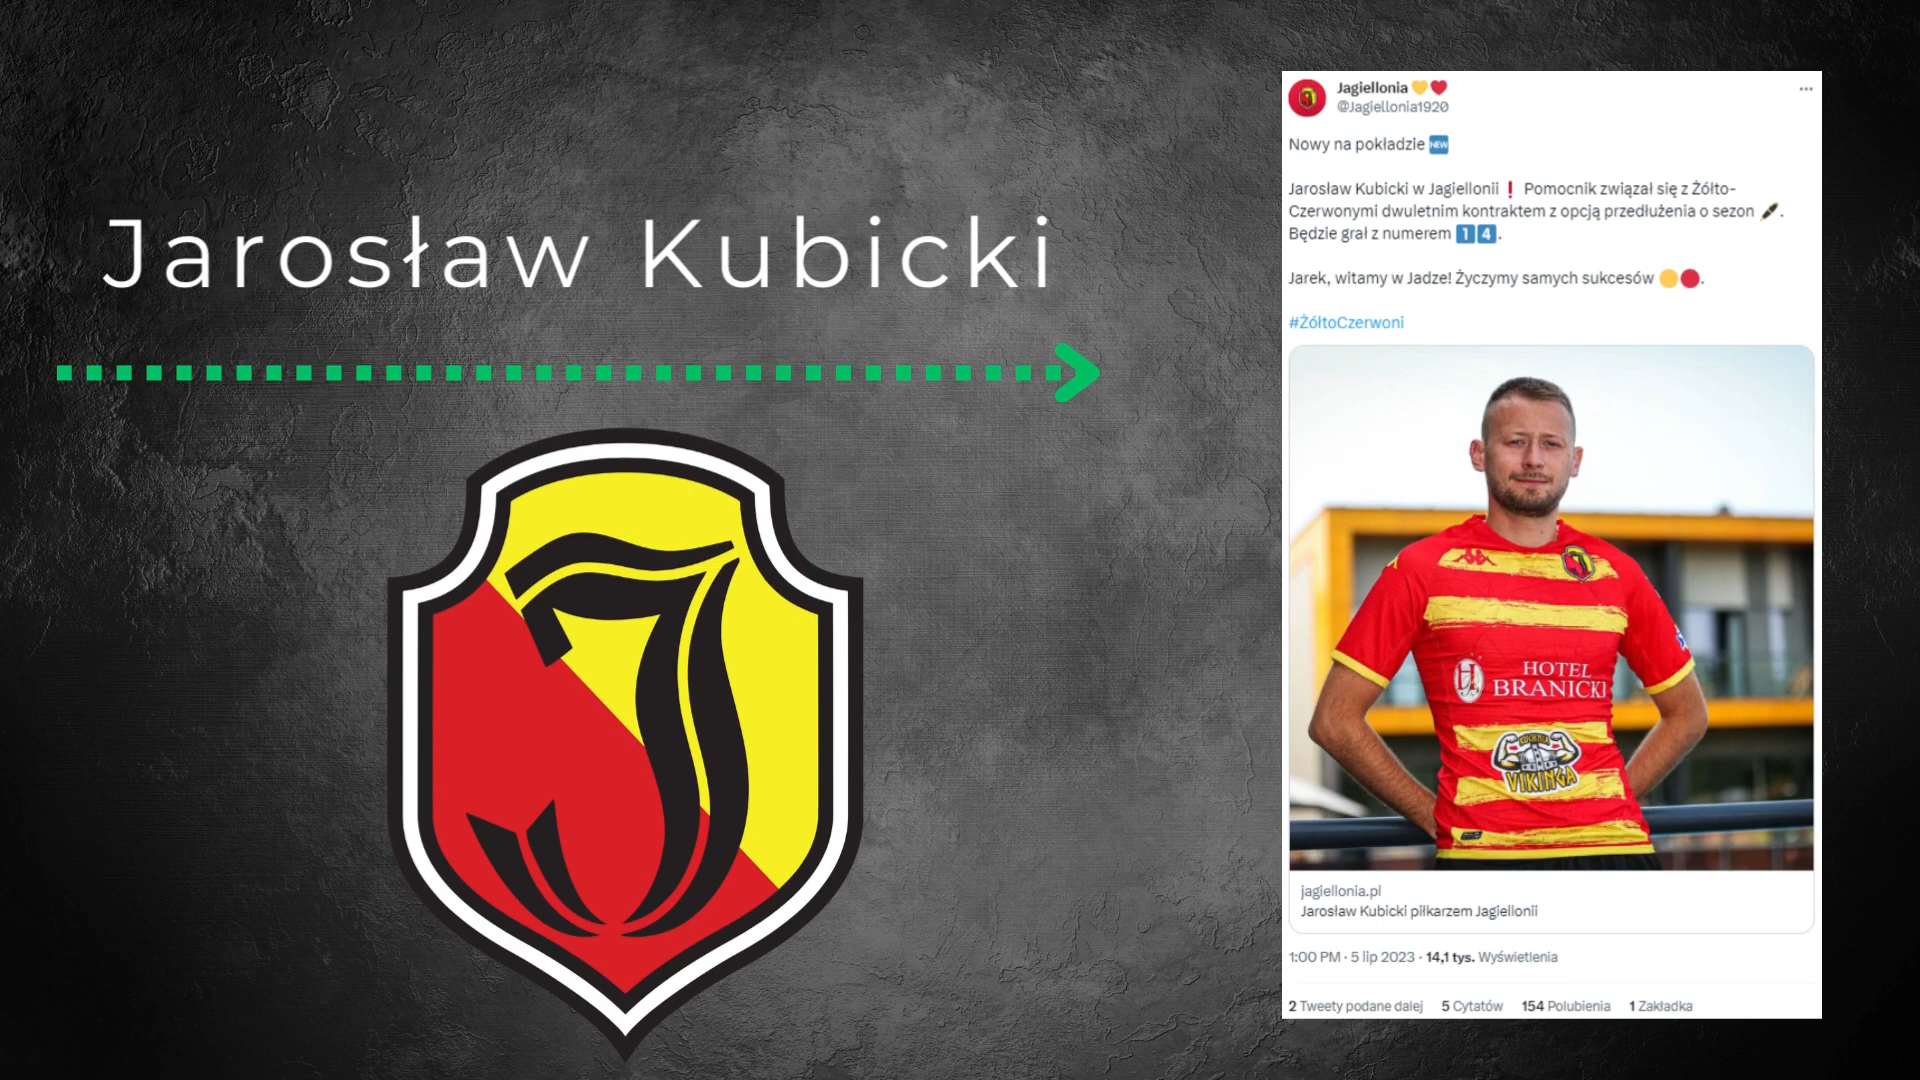 Jarosław Kubicki
Jagiellonia 💛❤️
@Jagiellonia1920
Nowy na pokładzie 🆕
Jarosław Kubicki w Jagiellonii ❗ Pomocnik związał się z Żółto-
Czerwonymi dwuletnim kontraktem z opcją przedłużenia o sezon 🖋️.
Będzie grał z numerem 1️⃣4️⃣.
Jarek, witamy w Jadze! Życzymy samych sukcesów 🟡🔴.
#ŻółtoCzerwoni
HOTEL
BRANICKI
KUCHNIA
VIKINGA
jagiellonia.pl
Jarosław Kubicki piłkarzem Jagiellonii
1:00 PM · 5 lip 2023 · 14,1 tys. Wyświetlenia
2 Tweety podane dalej 5 Cytatów 154 Polubienia 1 Zakładka